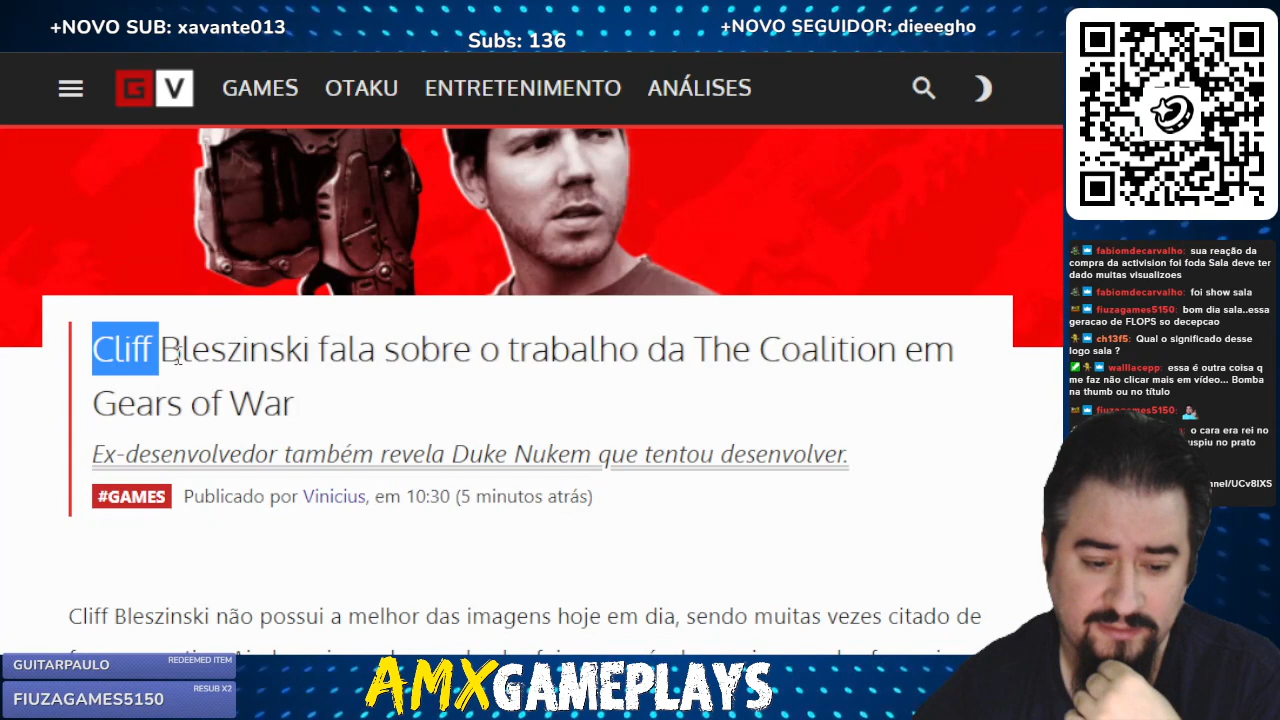 +NOVO SUB: xavante013
Subs: 136
+NOVO SEGUIDOR: dieeegho
G V GAMES OTAKU ENTRETENIMENTO ANÁLISES
Cliff Bleszinski fala sobre o trabalho da The Coalition em
Gears of War
Ex-desenvolvedor também revela Duke Nukem que tentou desenvolver.
#GAMES Publicado por Vinicius, em 10:30 (5 minutos atrás)
Cliff Bleszinski não possui a melhor das imagens hoje em dia, sendo muitas vezes citado de
fabiomdecarvalho: sua reação da
compra da activision foi foda Sala deve ter
dado muitas visualizoes
fabiomdecarvalho: foi show sala
fiuzagames5150: bom dia sala..essa
geracao de FLOPS so decepcao
ch13f5: Qual o significado desse
logo sala ?
walllacepp: essa é outra coisa q
me faz não clicar mais em vídeo... Bomba
na thumb ou no título
fiuzagames5150:
: o cara era rei no
uspiu no prato
nnel/UCv8IXS
GUITARPAULO REDEEMED ITEM
FIUZAGAMES5150 RESUB X2
AMXGAMEPLAYS